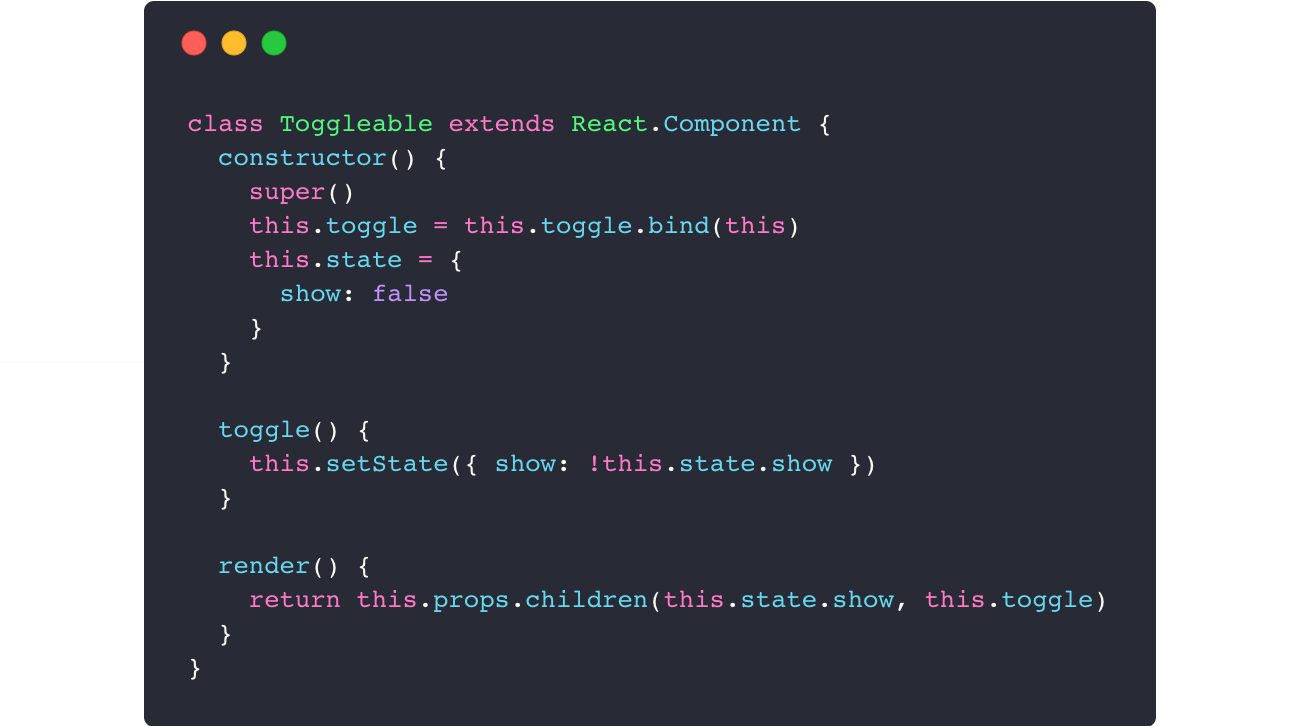 class Toggleable extends React.Component {
  constructor() {
    super()
    this.toggle = this.toggle.bind(this)
    this.state = {
      show: false
    }
  }

  toggle() {
    this.setState({ show: !this.state.show })
  }

  render() {
    return this.props.children(this.state.show, this.toggle)
  }
}